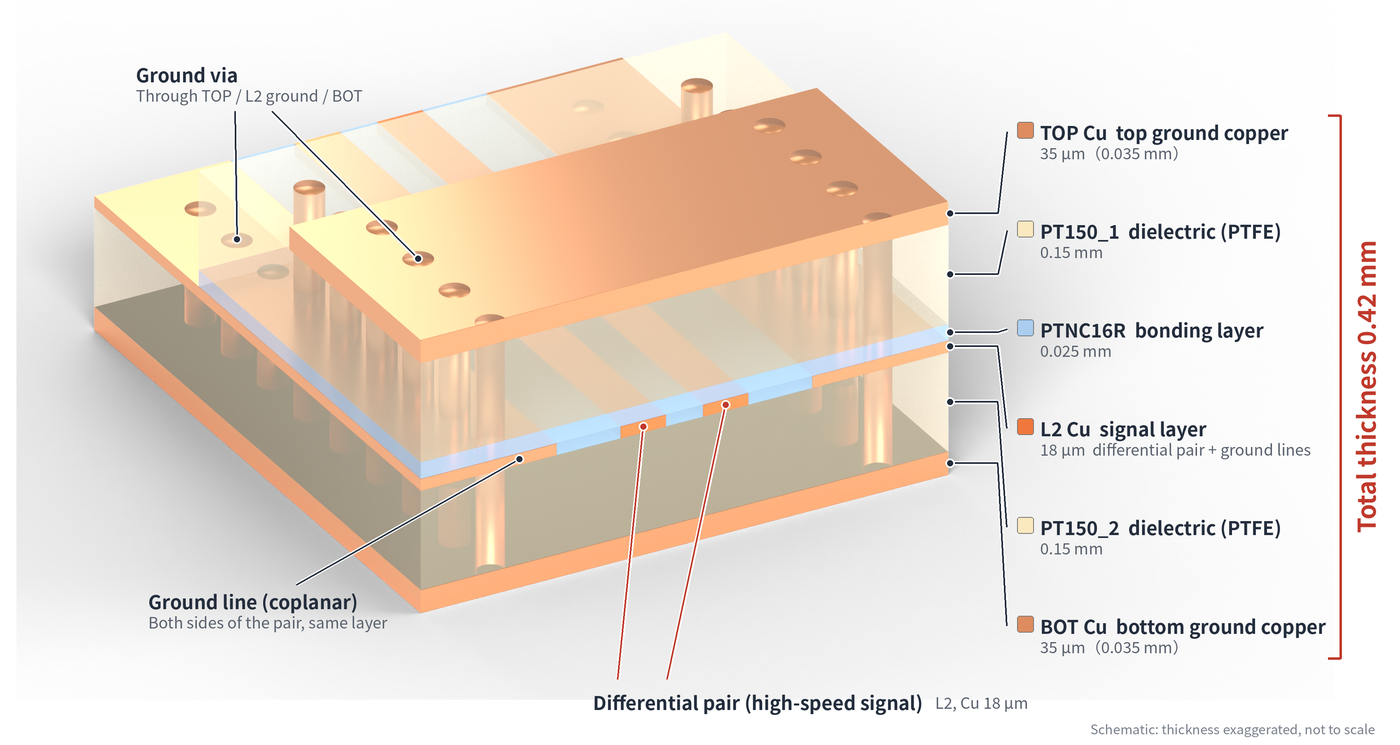 Ground via
Through TOP / L2 ground / BOT
TOP Cu top ground copper
35 µm（0.035 mm）
PT150_1 dielectric (PTFE)
0.15 mm
PTNC16R bonding layer
0.025 mm
L2 Cu signal layer
18 µm differential pair + ground lines
PT150_2 dielectric (PTFE)
0.15 mm
BOT Cu bottom ground copper
35 µm（0.035 mm）
Total thickness 0.42 mm
Ground line (coplanar)
Both sides of the pair, same layer
Differential pair (high-speed signal) L2, Cu 18 µm
Schematic: thickness exaggerated, not to scale